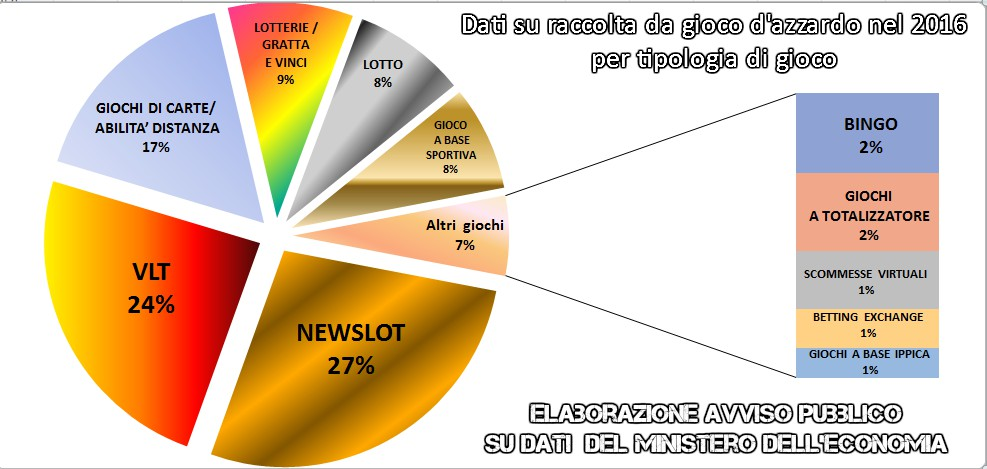 Dati su raccolta da gioco d'azzardo nel 2016
per tipologia di gioco
LOTTERIE /
GRATTA
E VINCI
9%
LOTTO
8%
GIOCHI DI CARTE/
ABILITA' DISTANZA
17%
GIOCO
A BASE
SPORTIVA
8%
Altri giochi
7%
VLT
24%
NEWSLOT
27%
BINGO
2%
GIOCHI
A TOTALIZZATORE
2%
SCOMMESSE VIRTUALI
1%
BETTING EXCHANGE
1%
GIOCHI A BASE IPPICA
1%
ELABORAZIONE AVVISO PUBBLICO
SU DATI DEL MINISTERO DELL'ECONOMIA